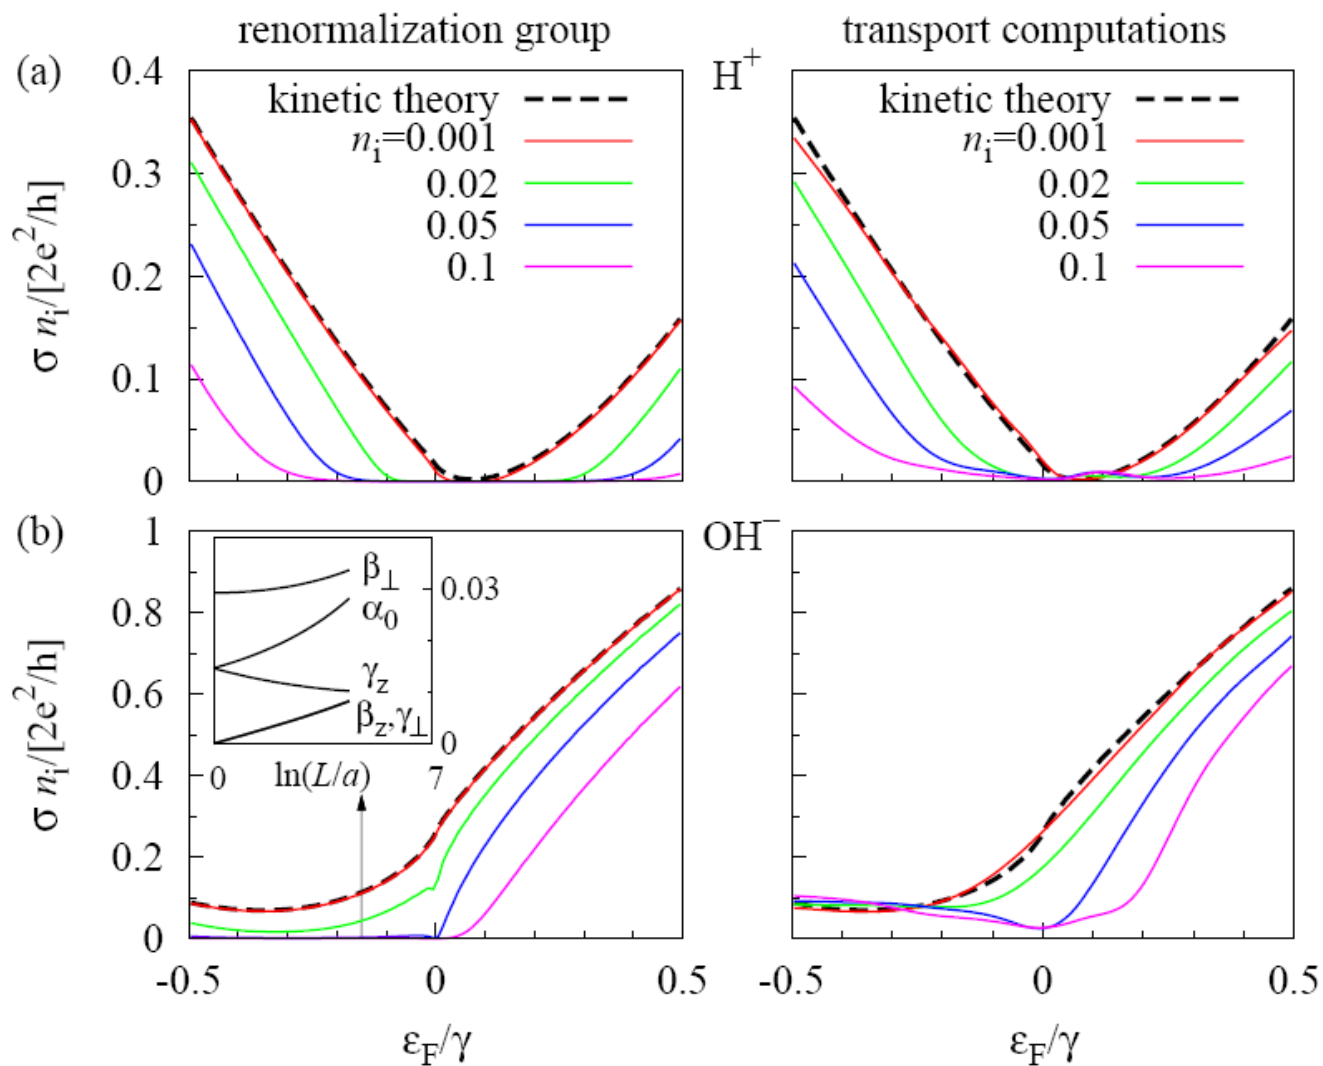 renormalization group
transport computations
(a)
H⁺
0.4
0.3
0.2
0.1
0
σ nᵢ/[2e²/h]
kinetic theory
nᵢ=0.001
0.02
0.05
0.1
kinetic theory
nᵢ=0.001
0.02
0.05
0.1
(b)
OH⁻
1
0.8
0.6
0.4
0.2
0
σ nᵢ/[2e²/h]
β⊥
α₀
γz
βz,γ⊥
0.03
0
0 ln(L/a) 7
-0.5 0 0.5
-0.5 0 0.5
εF/γ
εF/γ